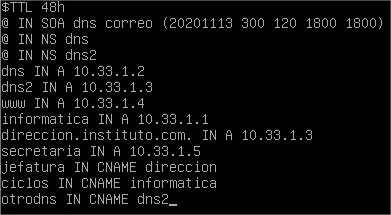 $TTL 48h
@ IN SOA dns correo (20201113 300 120 1800 1800)
@ IN NS dns
@ IN NS dns2
dns IN A 10.33.1.2
dns2 IN A 10.33.1.3
www IN A 10.33.1.4
informatica IN A 10.33.1.1
direccion.instituto.com. IN A 10.33.1.3
secretaria IN A 10.33.1.5
jefatura IN CNAME direccion
ciclos IN CNAME informatica
otrodns IN CNAME dns2_